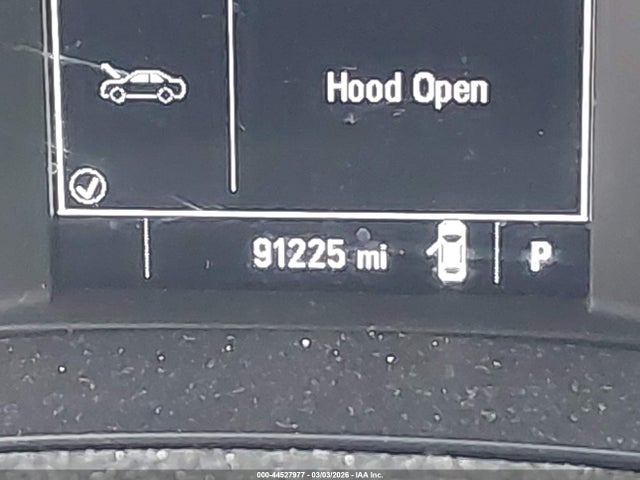 Hood Open
91225 mi
P
000-44527977 - 03/03/2026 - IAA Inc.